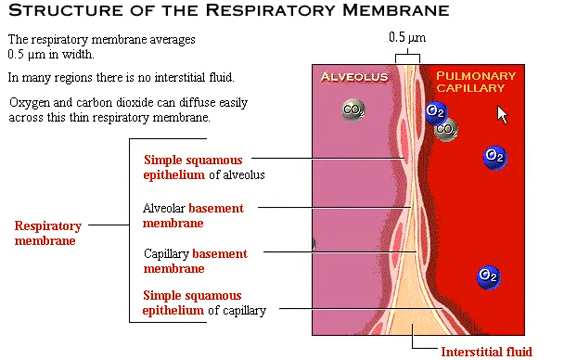 STRUCTURE OF THE RESPIRATORY MEMBRANE
The respiratory membrane averages
0.5 µm in width.
In many regions there is no interstitial fluid.
Oxygen and carbon dioxide can diffuse easily
across this thin respiratory membrane.
0.5 µm
ALVEOLUS
PULMONARY
CAPILLARY
CO2
O2
CO2
O2
O2
Respiratory
membrane
Simple squamous
epithelium of alveolus
Alveolar basement
membrane
Capillary basement
membrane
Simple squamous
epithelium of capillary
Interstitial fluid